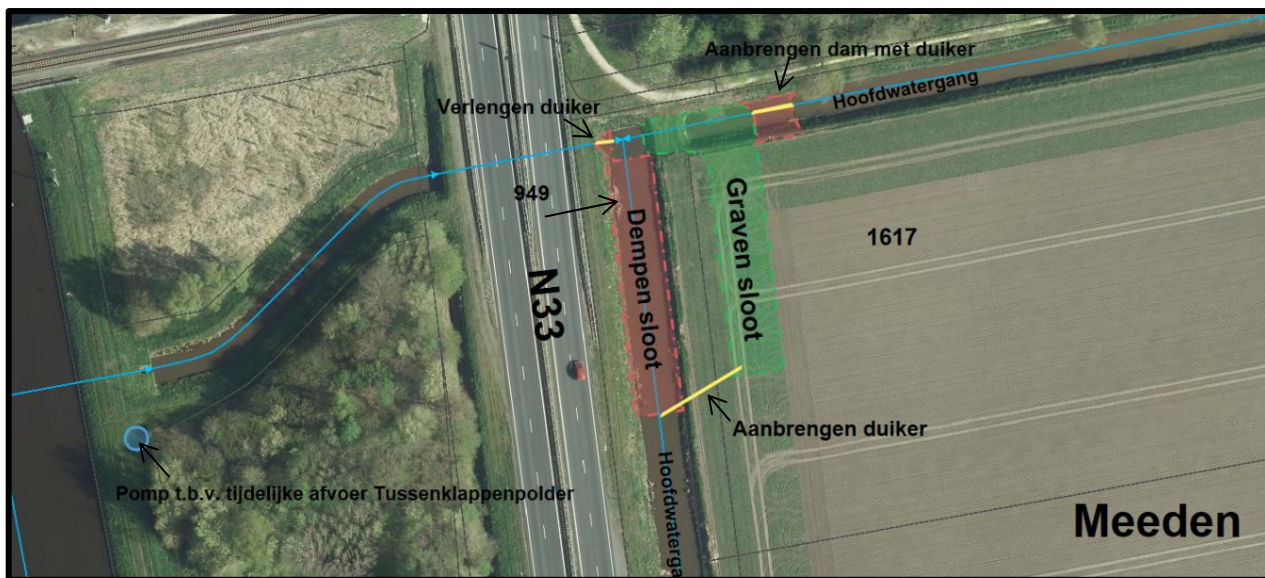 Aanbrengen dam met duiker
Hoofdwatergang
Verlengen duiker
949
Dempen sloot
Graven sloot
1617
N33
Aanbrengen duiker
Pomp t.b.v. tijdelijke afvoer Tussenklappenpolder
Hoofdwaterga
Meeden